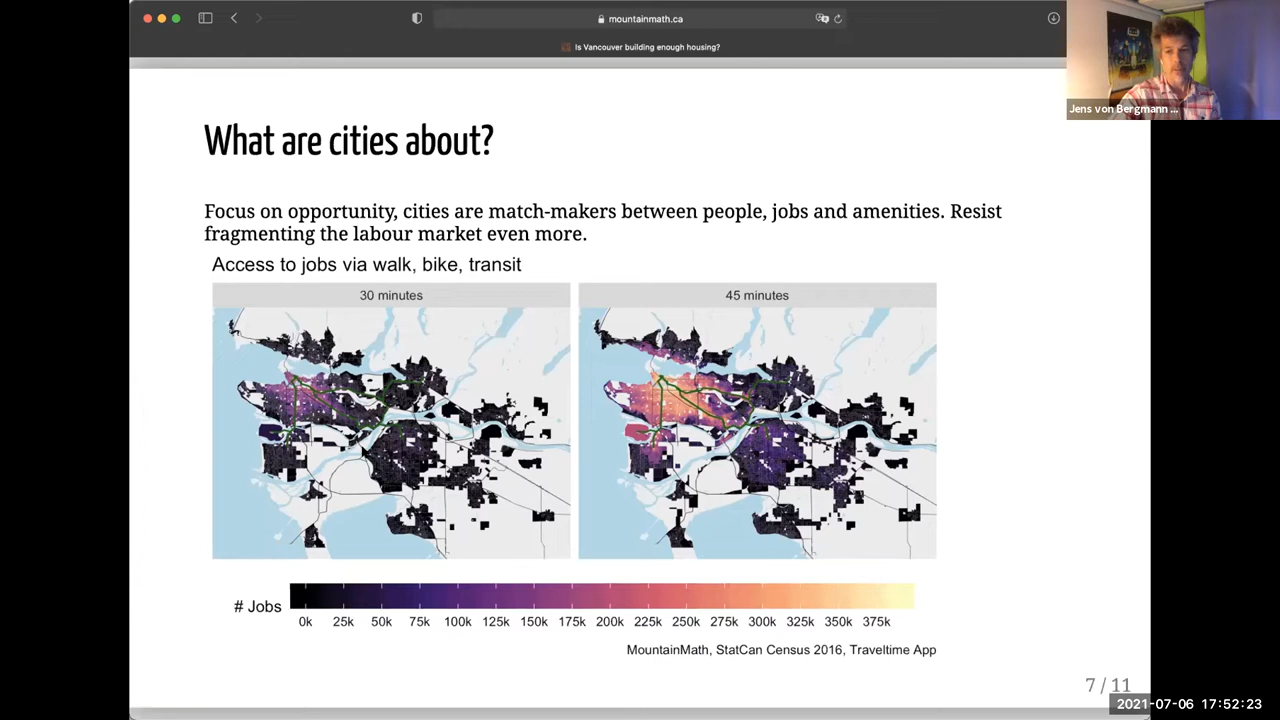 mountainmath.ca
Is Vancouver building enough housing?
Jens von Bergmann ...
What are cities about?
Focus on opportunity, cities are match-makers between people, jobs and amenities. Resist
fragmenting the labour market even more.
Access to jobs via walk, bike, transit
30 minutes
45 minutes
# Jobs
0k 25k 50k 75k 100k 125k 150k 175k 200k 225k 250k 275k 300k 325k 350k 375k
MountainMath, StatCan Census 2016, Traveltime App
7 / 11
2021-07-06 17:52:23